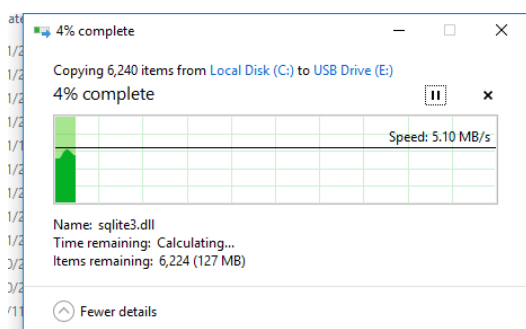 4% complete
Copying 6,240 items from Local Disk (C:) to USB Drive (E:)
4% complete
Speed: 5.10 MB/s
Name: sqlite3.dll
Time remaining: Calculating...
Items remaining: 6,224 (127 MB)
Fewer details